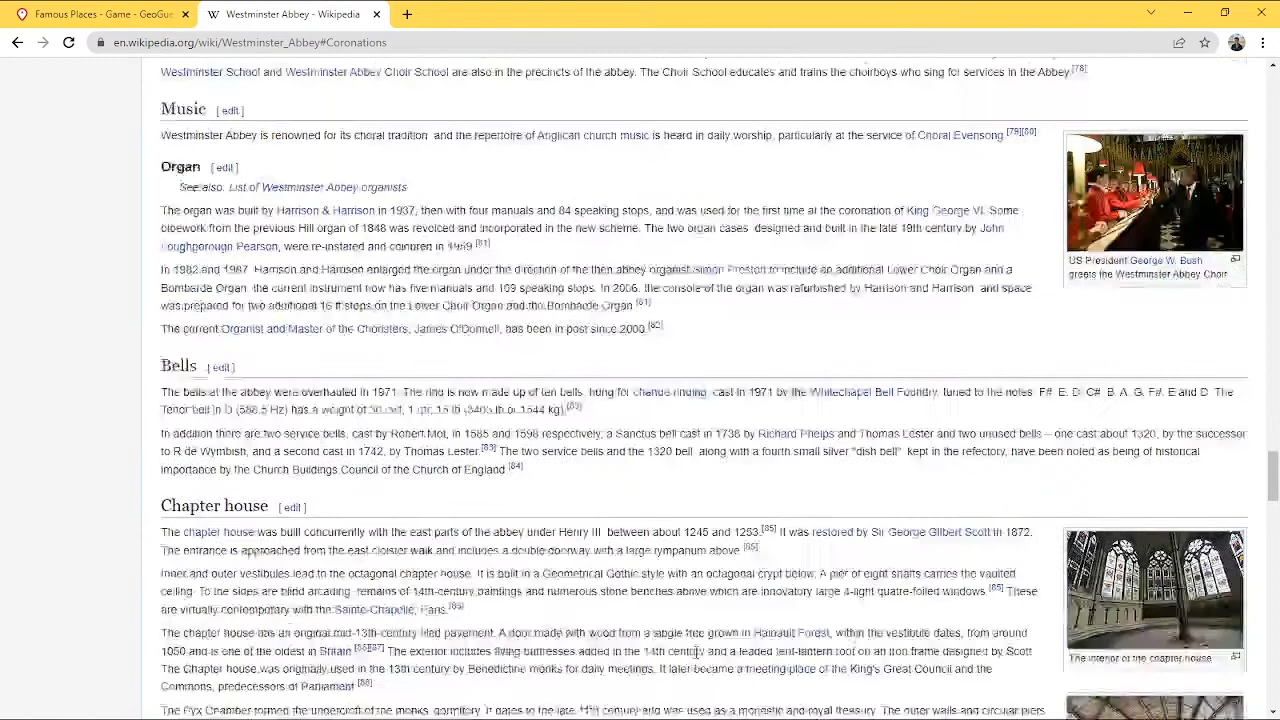 Famous Places - Game - GeoGue
Westminster Abbey - Wikipedia
en.wikipedia.org/wiki/Westminster_Abbey#Coronations
Westminster School and Westminster Abbey Choir School are also in the precincts of the abbey. The Choir School educates and trains the choirboys who sing for services in the Abbey.[78]
Music [ edit ]
Westminster Abbey is renowned for its choral tradition, and the repertoire of Anglican church music is heard in daily worship, particularly at the service of Choral Evensong.[79][80]
Organ [ edit ]
See also: List of Westminster Abbey organists
The organ was built by Harrison & Harrison in 1937, then with four manuals and 84 speaking stops, and was used for the first time at the coronation of King George VI. Some
from the previous Hill organ of 1848 was revoiced and incorporated in the new scheme. The two organ cases, designed and built in the late 19th century by John
Loughborough Pearson, were re-instated and coloured in 1959.[81]
In 1982 and 1987, Harrison and Harrison enlarged the organ under the direction of the then abbey organist Simon Preston to include an additional Lower Choir Organ and a
Bombarde Organ: the current instrument now has five manuals and 109 speaking stops. In 2006, the console of the organ was refurbished by Harrison and Harrison, and space
was prepared for two additional 16 ft stops on the Lower Choir Organ and the Bombarde Organ.[81]
The current Organist and Master of the Choristers, James O'Donnell, has been in post since 2000.[82]
US President George W. Bush
greets the Westminster Abbey Choir
Bells [ edit ]
The bells at the abbey were overhauled in 1971. The ring is now made up of ten bells, hung for change ringing, cast in 1971 by the Whitechapel Bell Foundry, tuned to the notes: F#, E, D, C#, B, A, G, F#, E and D. The
Tenor bell in D (588.5 Hz) has a weight of 30 cwt, 1 qtr, 15 lb (3403 lb or 1544 kg).[83]
In addition there are two service bells, cast by Robert Mot, in 1585 and 1598 respectively, a Sanctus bell cast in 1738 by Richard Phelps and Thomas Lester and two unused bells—one cast about 1320, by the successor
to R de Wymbish, and a second cast in 1742, by Thomas Lester.[83] The two service bells and the 1320 bell, along with a fourth small silver "dish bell", kept in the refectory, have been noted as being of historical
importance by the Church Buildings Council of the Church of England.[84]
Chapter house [ edit ]
The chapter house was built concurrently with the east parts of the abbey under Henry III, between about 1245 and 1253.[85] It was restored by Sir George Gilbert Scott in 1872.
The entrance is approached from the east cloister walk and includes a double doorway with a large tympanum above.[85]
Inner and outer vestibules lead to the octagonal chapter house. It is built in a Geometrical Gothic style with an octagonal crypt below. A pier of eight shafts carries the vaulted
ceiling. To the sides are blind arcading, remains of 14th-century paintings and numerous stone benches above which are innovatory large 4-light quatre-foiled windows.[85] These
are virtually contemporary with the Sainte-Chapelle, Paris.[85]
The chapter house has an original mid-13th-century tiled pavement. A door made with wood from a single tree grown in Hainault Forest, within the vestibule dates, from around
1050 and is one of the oldest in Britain.[86][87] The exterior includes flying buttresses added in the 14th century and a leaded tent-lantern roof on an iron frame designed by Scott.
The Chapter house was originally used in the 13th century by Benedictine monks for daily meetings. It later became a meeting place of the King's Great Council and the
Commons, predecessors of Parliament.[88]
The interior of the chapter house
The Pyx Chamber formed the undercroft of the monks' dormitory. It dates to the late century and was used as a monastic and royal treasury. The outer walls and circular piers